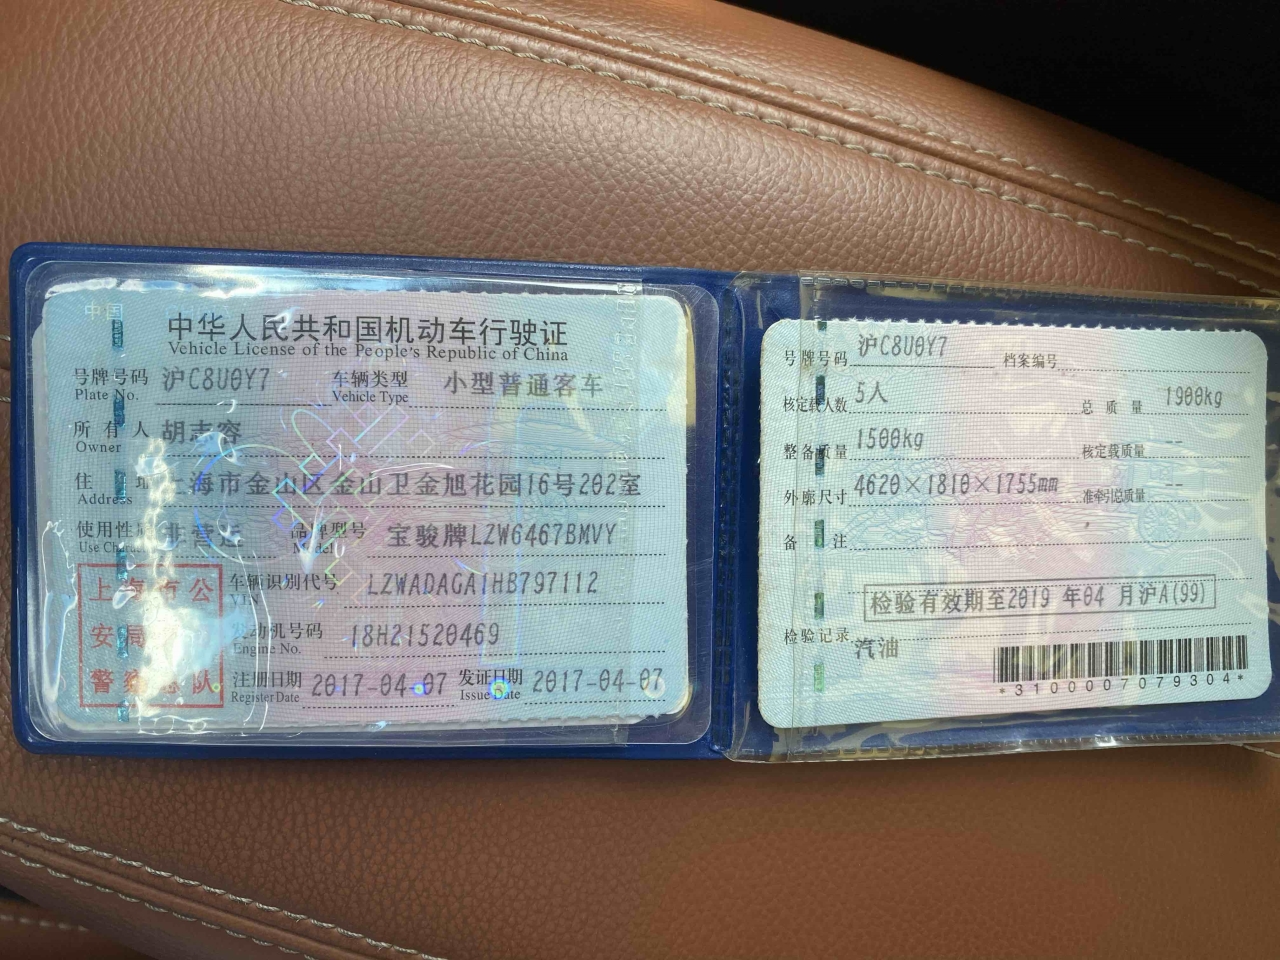 中国
中华人民共和国机动车行驶证
Vehicle License of the People's Republic of China
号牌号码 沪C8U0Y7 车辆类型 小型普通客车
Plate No. Vehicle Type
所有人 胡志容
Owner
住 址 上海市金山区金山卫金旭花园16号202室
Address
使用性质 非营运 品牌型号 宝骏牌LZW6467BMVY
Use Character Model
车辆识别代号 LZWADAGA1HB797112
VIN
发动机号码 18H21520469
Engine No.
注册日期 2017-04-07 发证日期 2017-04-07
Register Date Issue Date
上海市公
安局
警察总队
号牌号码 沪C8U0Y7 档案编号
核定载人数 5人 总质量 1900kg
整备质量 1500kg 核定载质量 --
外廓尺寸 4620×1810×1755mm 准牵引总质量 --
备 注
检验有效期至2019 年04 月沪A(99)
检验记录
汽油
*3100007079304*